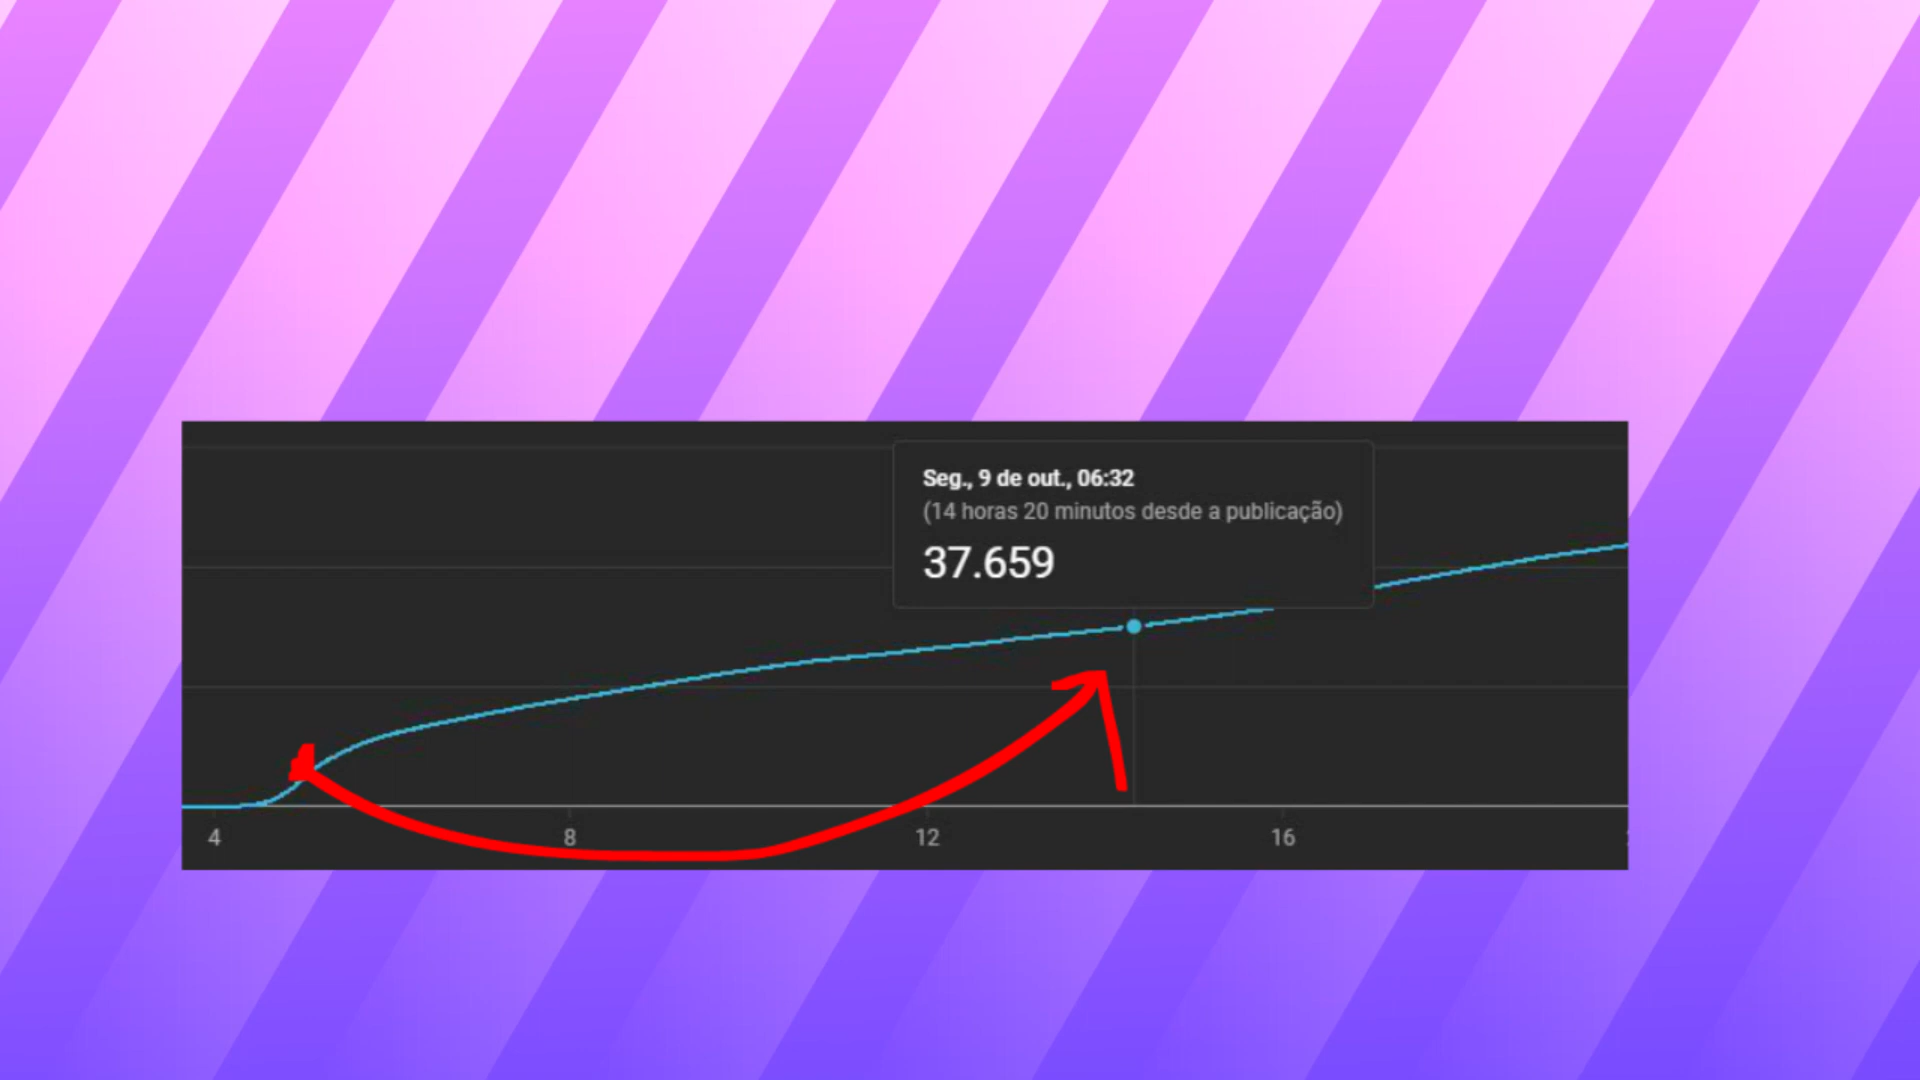 Seg., 9 de out., 06:32
(14 horas 20 minutos desde a publicação)
37.659
4 8 12 16